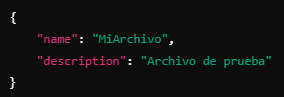 {
    "name": "MiArchivo",
    "description": "Archivo de prueba"
}